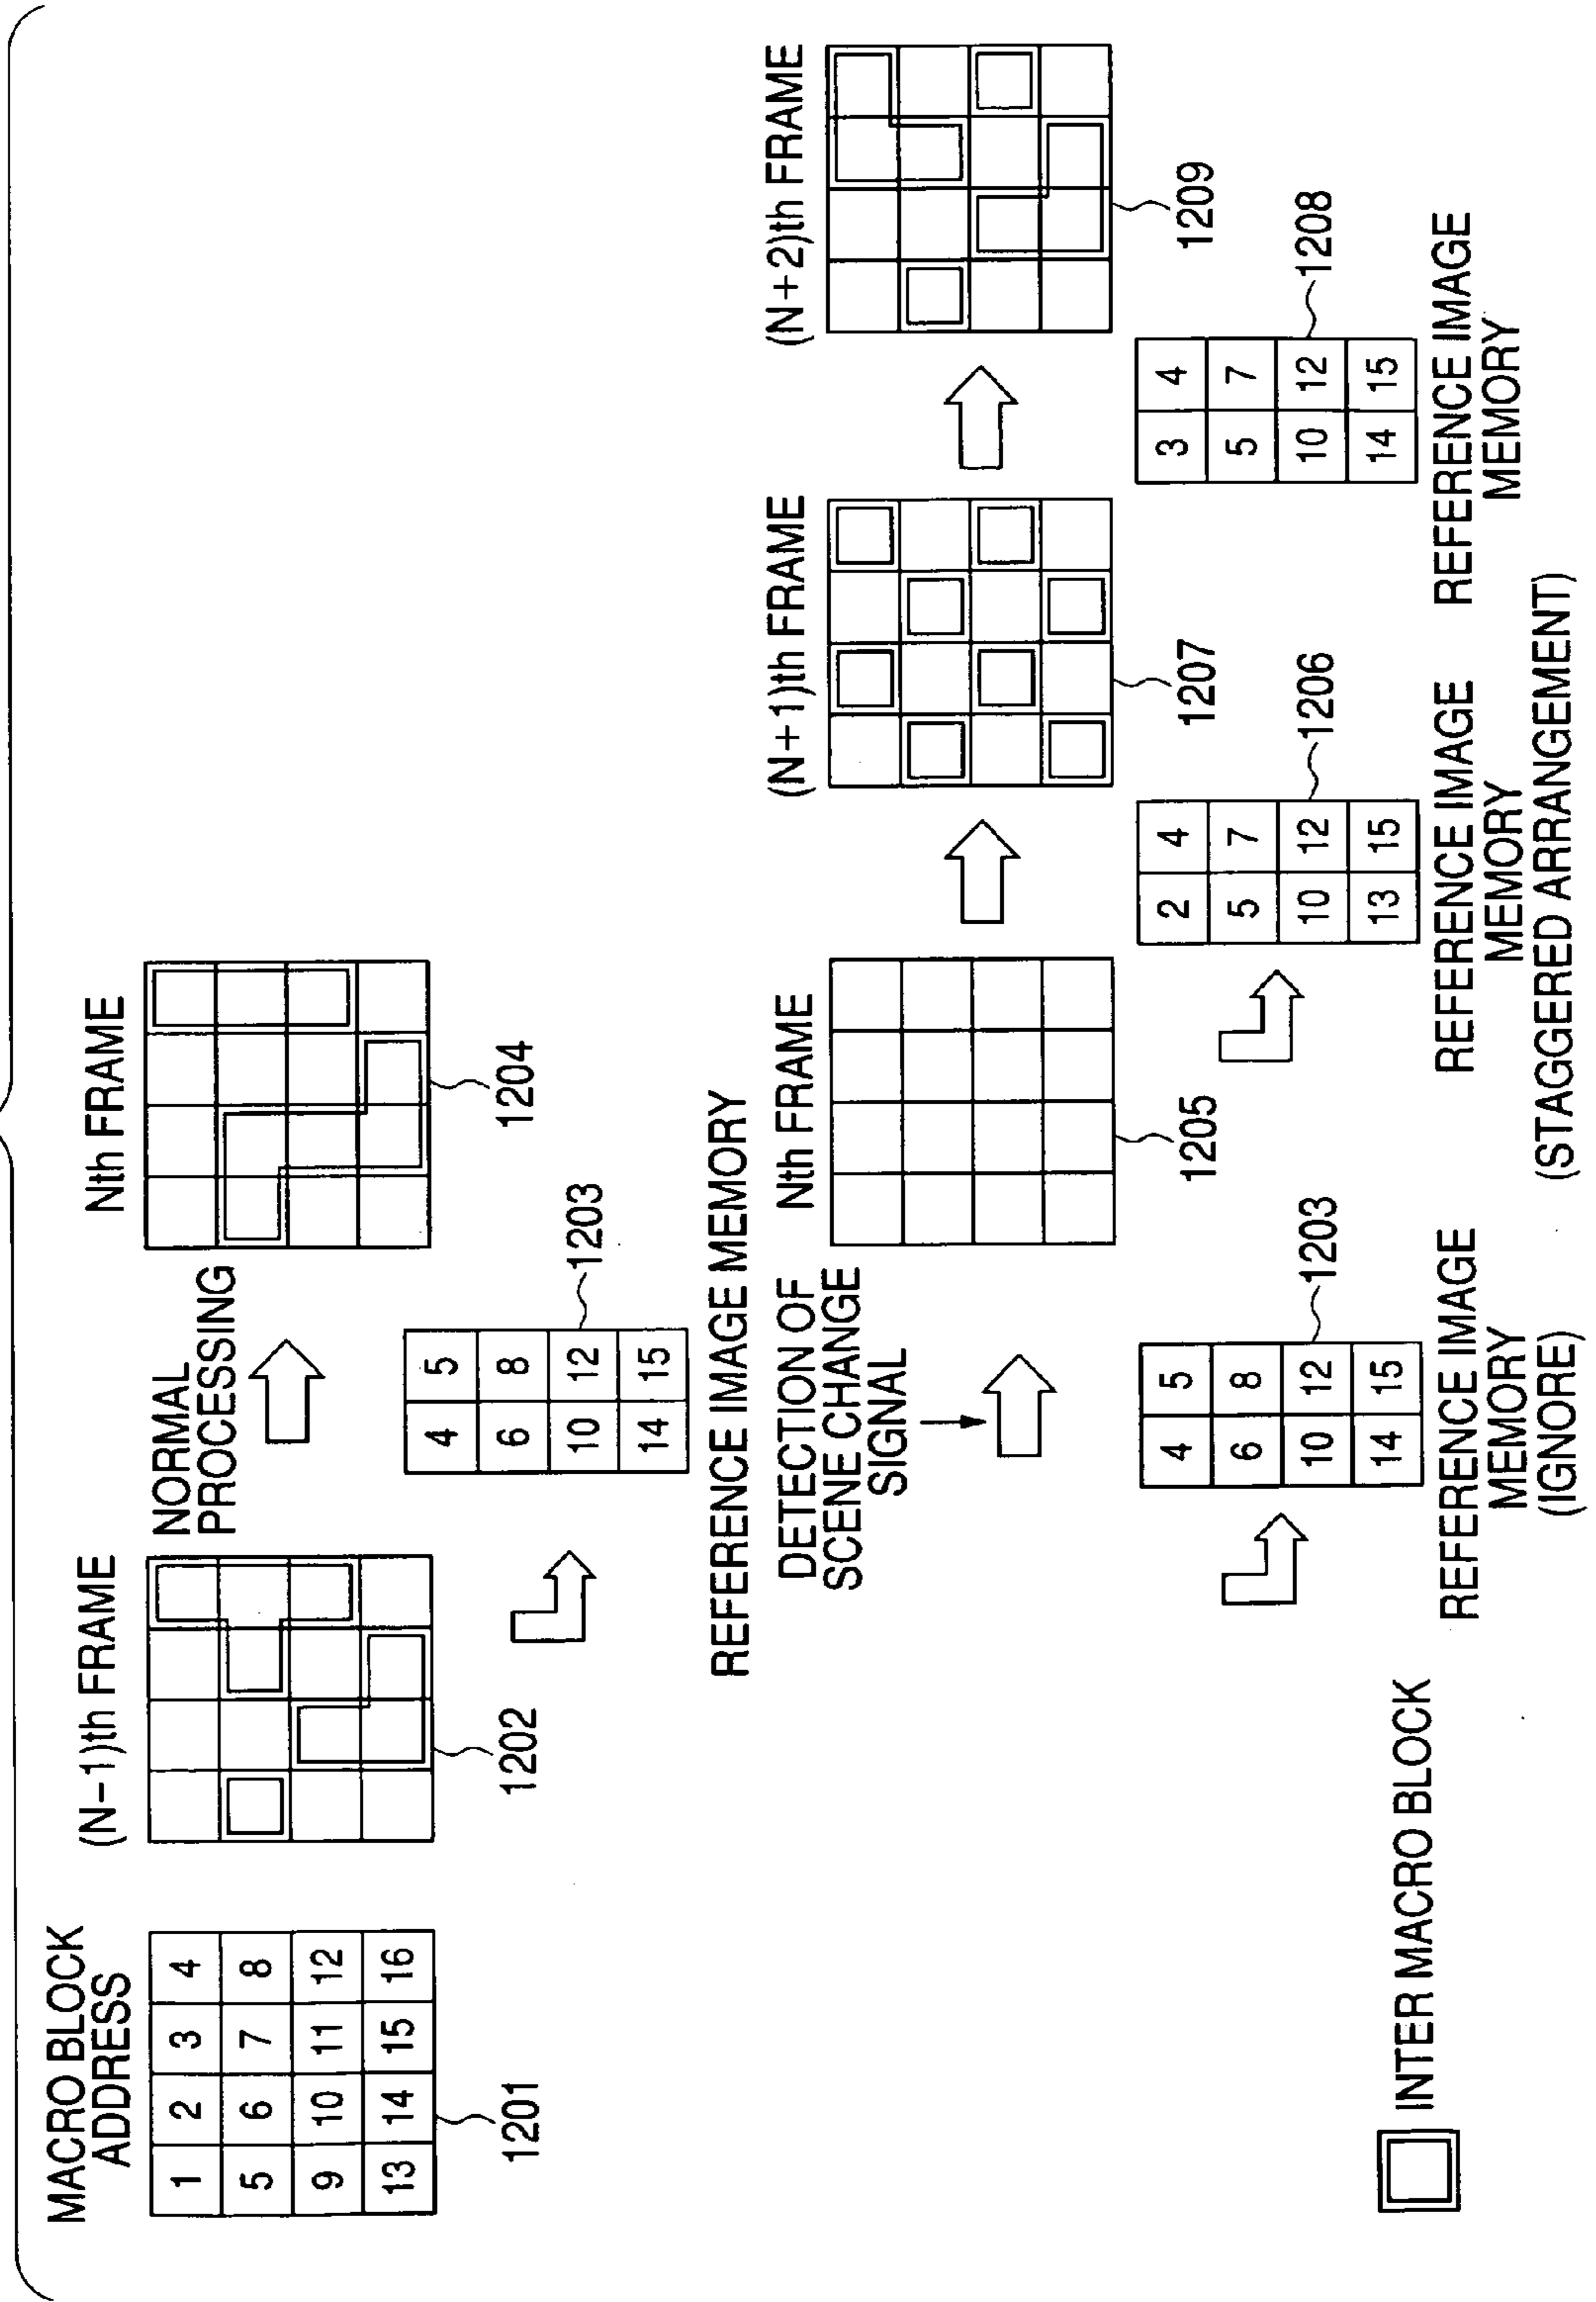 MACRO BLOCK
ADDRESS
1 2 3 4
5 6 7 8
9 10 11 12
13 14 15 16
1201
(N−1)th FRAME
1202
NORMAL
PROCESSING
4 5
6 8
10 12
14 15
1203
REFERENCE IMAGE MEMORY
Nth FRAME
1204
DETECTION OF
SCENE CHANGE
SIGNAL
4 5
6 8
10 12
14 15
1203
REFERENCE IMAGE
MEMORY
(IGNORE)
Nth FRAME
1205
2 4
5 7
10 12
13 15
1206
REFERENCE IMAGE
MEMORY
(STAGGERED ARRANGEMENT)
(N+1)th FRAME
1207
3 4
5 7
10 12
14 15
1208
REFERENCE IMAGE
MEMORY
(N+2)th FRAME
1209
INTER MACRO BLOCK